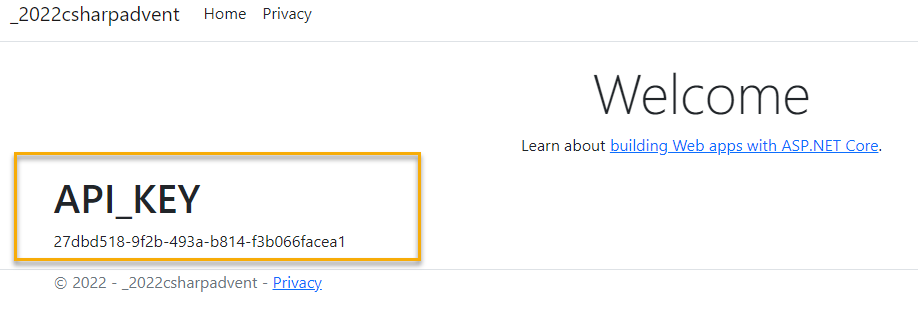 _2022csharpadvent Home Privacy
Welcome
Learn about building Web apps with ASP.NET Core.
API_KEY
27dbd518-9f2b-493a-b814-f3b066facea1
© 2022 - _2022csharpadvent - Privacy